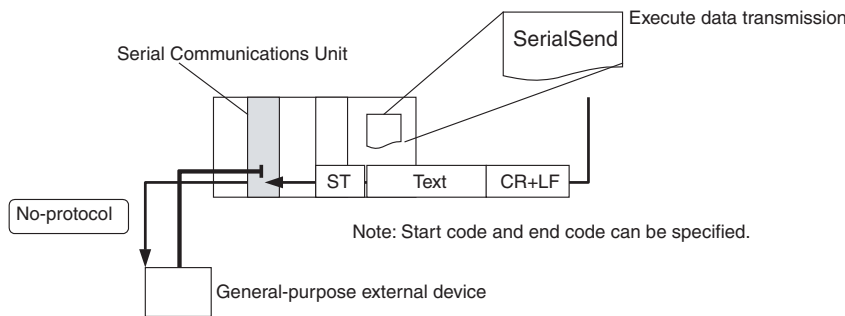 Execute data transmission
SerialSend
Serial Communications Unit
ST
Text
CR+LF
No-protocol
Note: Start code and end code can be specified.
General-purpose external device